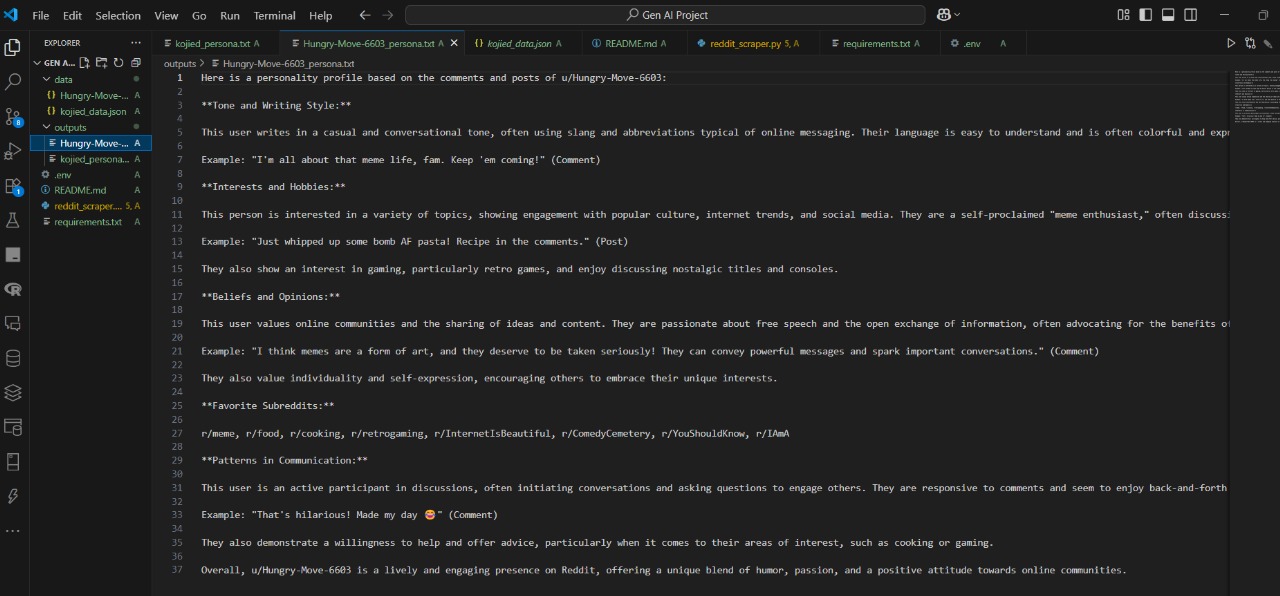 File Edit Selection View Go Run Terminal Help Gen AI Project
EXPLORER
GEN A...
data
Hungry-Move-... A
kojied_data.json A
outputs
Hungry-Move-... A
kojied_persona... A
.env A
README.md A
reddit_scraper.... 5, A
requirements.txt A
8
1
kojied_persona.txt A Hungry-Move-6603_persona.txt A kojied_data.json A README.md A reddit_scraper.py 5, A requirements.txt A .env A
outputs > Hungry-Move-6603_persona.txt
1 Here is a personality profile based on the comments and posts of u/Hungry-Move-6603:
2
3 **Tone and Writing Style:**
4
5 This user writes in a casual and conversational tone, often using slang and abbreviations typical of online messaging. Their language is easy to understand and is often colorful and expr
6
7 Example: "I'm all about that meme life, fam. Keep 'em coming!" (Comment)
8
9 **Interests and Hobbies:**
10
11 This person is interested in a variety of topics, showing engagement with popular culture, internet trends, and social media. They are a self-proclaimed "meme enthusiast," often discussi
12
13 Example: "Just whipped up some bomb AF pasta! Recipe in the comments." (Post)
14
15 They also show an interest in gaming, particularly retro games, and enjoy discussing nostalgic titles and consoles.
16
17 **Beliefs and Opinions:**
18
19 This user values online communities and the sharing of ideas and content. They are passionate about free speech and the open exchange of information, often advocating for the benefits of
20
21 Example: "I think memes are a form of art, and they deserve to be taken seriously! They can convey powerful messages and spark important conversations." (Comment)
22
23 They also value individuality and self-expression, encouraging others to embrace their unique interests.
24
25 **Favorite Subreddits:**
26
27 r/meme, r/food, r/cooking, r/retrogaming, r/InternetIsBeautiful, r/ComedyCemetery, r/YouShouldKnow, r/IAmA
28
29 **Patterns in Communication:**
30
31 This user is an active participant in discussions, often initiating conversations and asking questions to engage others. They are responsive to comments and seem to enjoy back-and-forth
32
33 Example: "That's hilarious! Made my day 😂" (Comment)
34
35 They also demonstrate a willingness to help and offer advice, particularly when it comes to their areas of interest, such as cooking or gaming.
36
37 Overall, u/Hungry-Move-6603 is a lively and engaging presence on Reddit, offering a unique blend of humor, passion, and a positive attitude towards online communities.